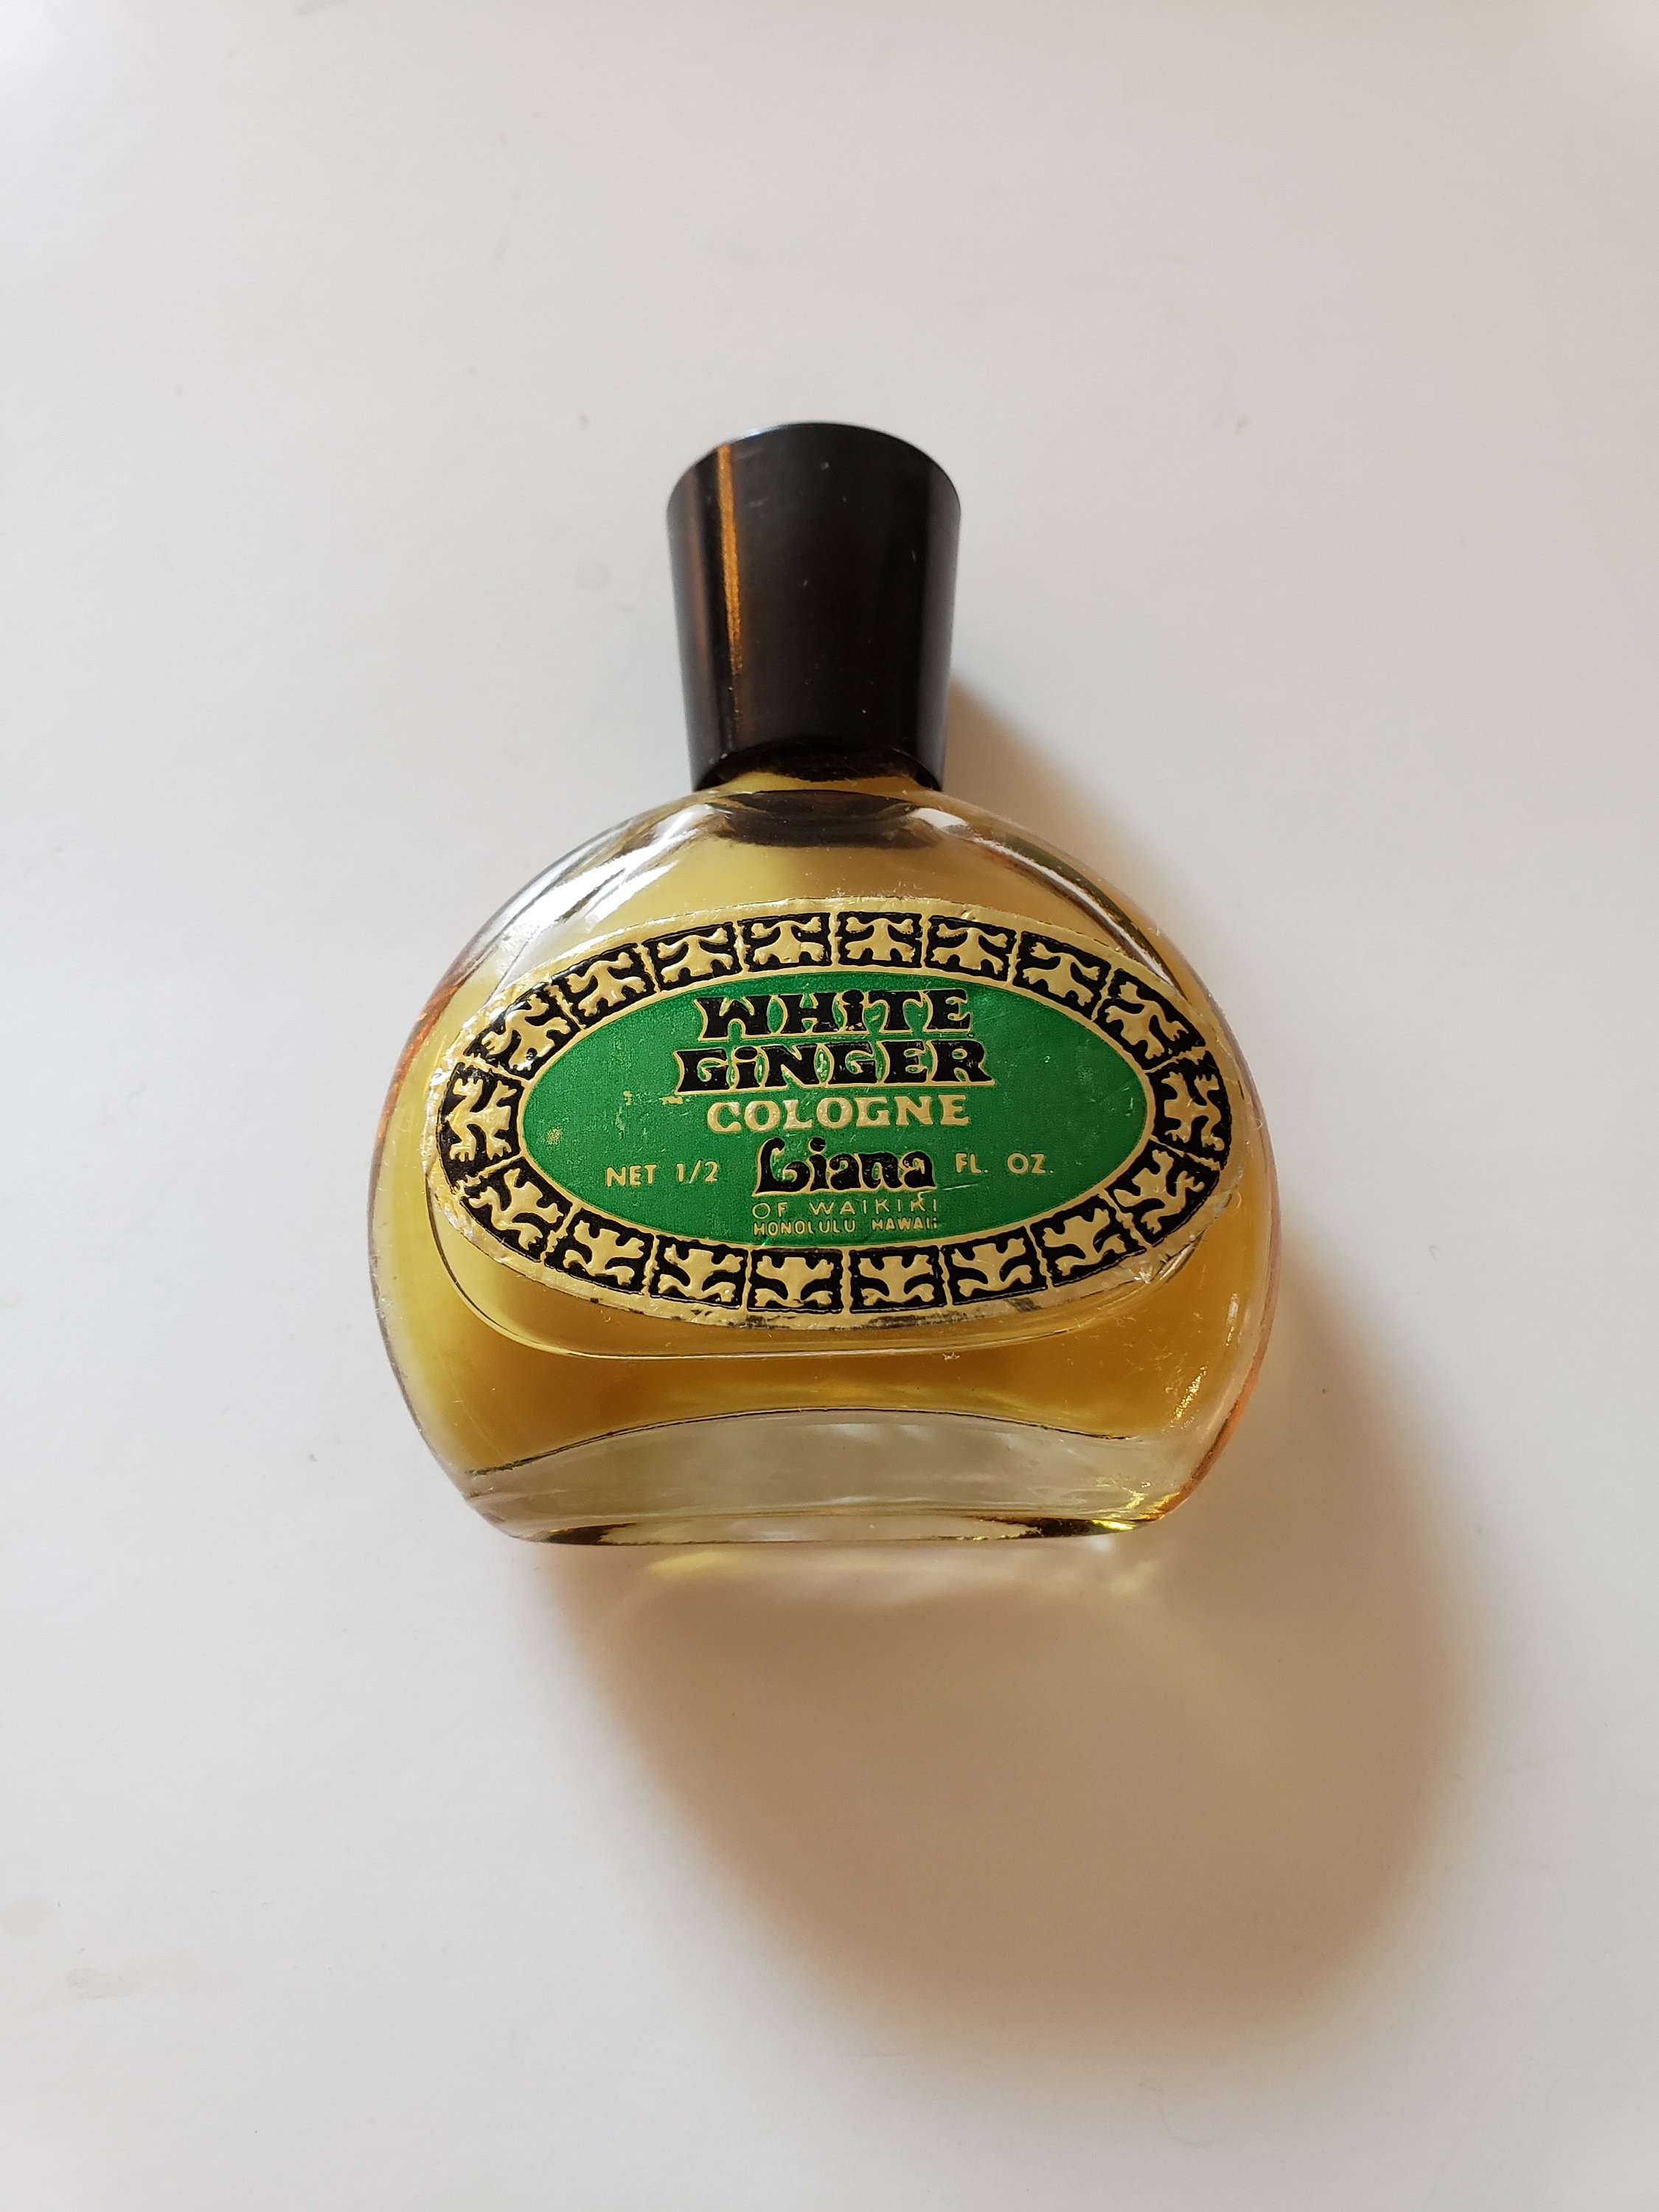 WHiTE
GiNGER
COLOGNE
NET 1/2 Liana FL. OZ.
OF WAIKIKI
HONOLULU HAWAII